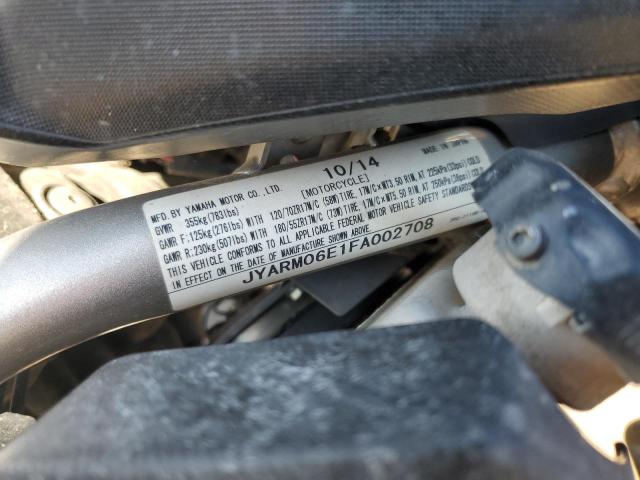 10/14
MADE IN JAPAN
MFD. BY YAMAHA MOTOR CO., LTD. [MOTORCYCLE]
GVWR 355kg(783lbs)
GAWR F:125kg(276lbs) WITH 120/70ZR17M/C (58W) TIRE, 17M/C×MT3.50 RIM, AT 225kPa(33psi) COLD
GAWR R:230kg(507lbs) WITH 180/55ZR17M/C (73W) TIRE, 17M/C×MT5.50 RIM, AT 250kPa(36psi) COLD
THIS VEHICLE CONFORMS TO ALL APPLICABLE FEDERAL MOTOR VEHICLE SAFETY STANDARDS
IN EFFECT ON THE DATE OF MANUFACTURE SHOWN ABOVE.
JYARM06E1FA002708